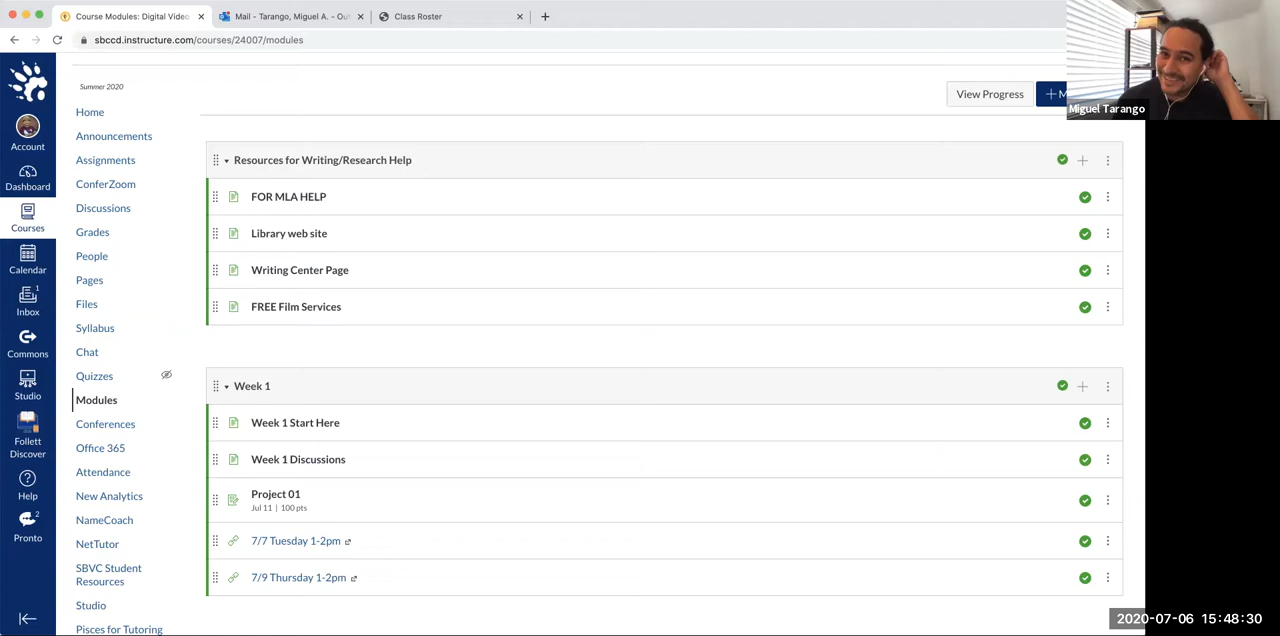 Course Modules: Digital Video
Mail - Tarango, Miguel A. - Out
Class Roster
sbccd.instructure.com/courses/24007/modules
Miguel Tarango
Account
Dashboard
Courses
Calendar
1
Inbox
Commons
Studio
Follett
Discover
Help
2
Pronto
Summer 2020
Home
Announcements
Assignments
ConferZoom
Discussions
Grades
People
Pages
Files
Syllabus
Chat
Quizzes
Modules
Conferences
Office 365
Attendance
New Analytics
NameCoach
NetTutor
SBVC Student
Resources
Studio
Pisces for Tutoring
View Progress
+ M
Resources for Writing/Research Help
FOR MLA HELP
Library web site
Writing Center Page
FREE Film Services
Week 1
Week 1 Start Here
Week 1 Discussions
Project 01
Jul 11 | 100 pts
7/7 Tuesday 1-2pm
7/9 Thursday 1-2pm
2020-07-06 15:48:30